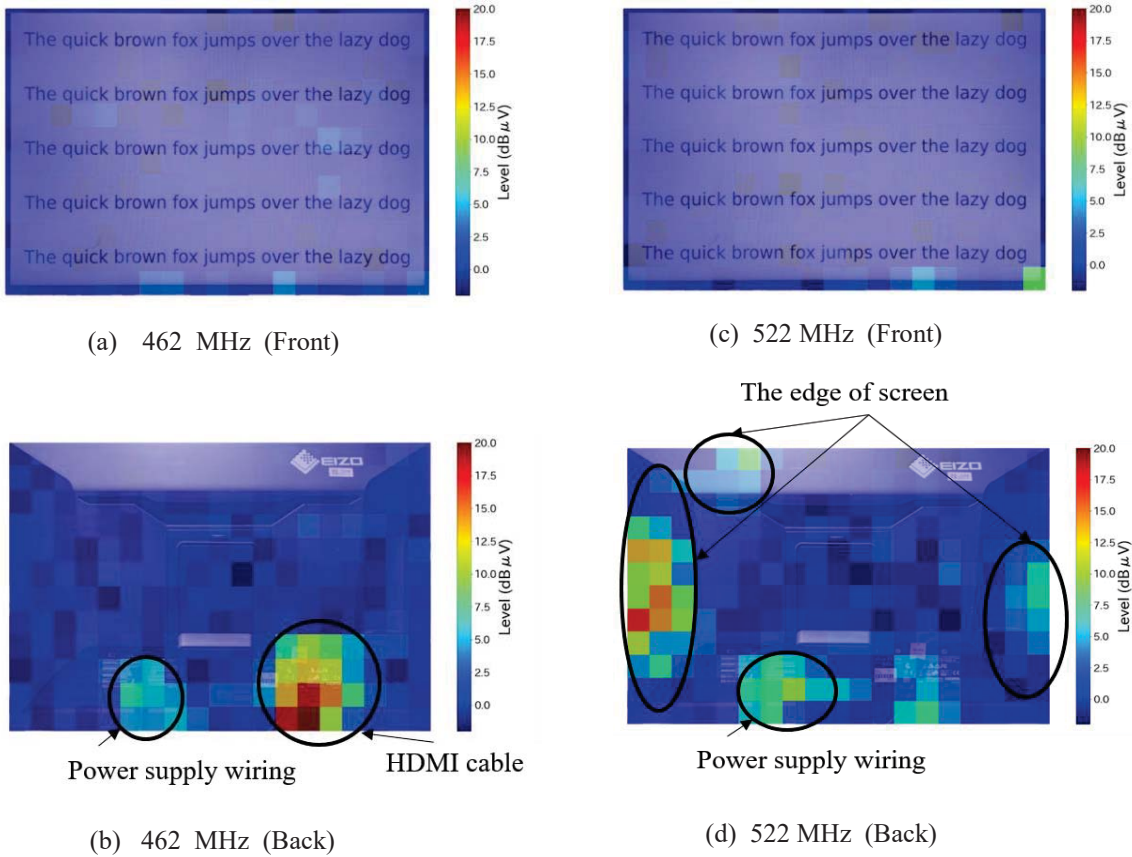 The quick brown fox jumps over the lazy dog
The quick brown fox jumps over the lazy dog
The quick brown fox jumps over the lazy dog
The quick brown fox jumps over the lazy dog
The quick brown fox jumps over the lazy dog
20.0
17.5
15.0
12.5
10.0
7.5
5.0
2.5
0.0
Level (dBμV)
(a) 462 MHz (Front)
The quick brown fox jumps over the lazy dog
The quick brown fox jumps over the lazy dog
The quick brown fox jumps over the lazy dog
The quick brown fox jumps over the lazy dog
The quick brown fox jumps over the lazy dog
20.0
17.5
15.0
12.5
10.0
7.5
5.0
2.5
0.0
Level (dBμV)
(c) 522 MHz (Front)
EIZO
20.0
17.5
15.0
12.5
10.0
7.5
5.0
2.5
0.0
Level (dBμV)
Power supply wiring
HDMI cable
(b) 462 MHz (Back)
The edge of screen
EIZO
20.0
17.5
15.0
12.5
10.0
7.5
5.0
2.5
0.0
Level (dBμV)
Power supply wiring
(d) 522 MHz (Back)